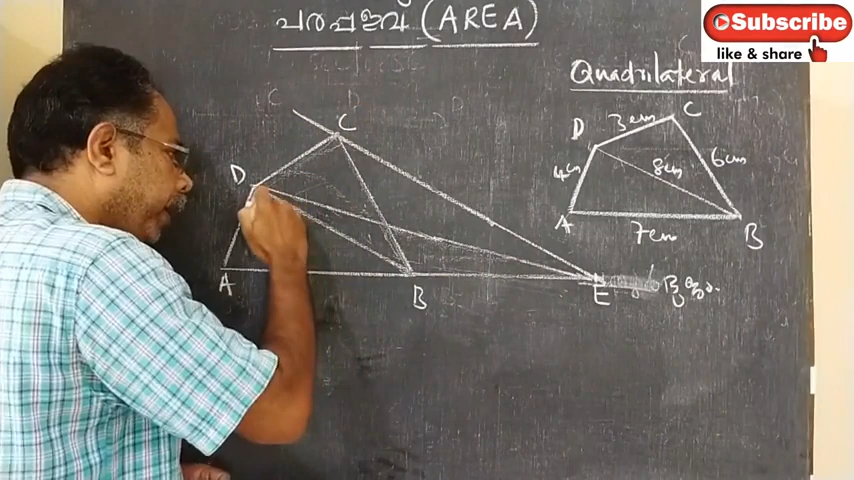 പരപ്പളവ് (AREA)
Subscribe
like & share
Quadrilateral
D 3cm C
4cm 8cm 6cm
A 7cm B
C
D
A B E